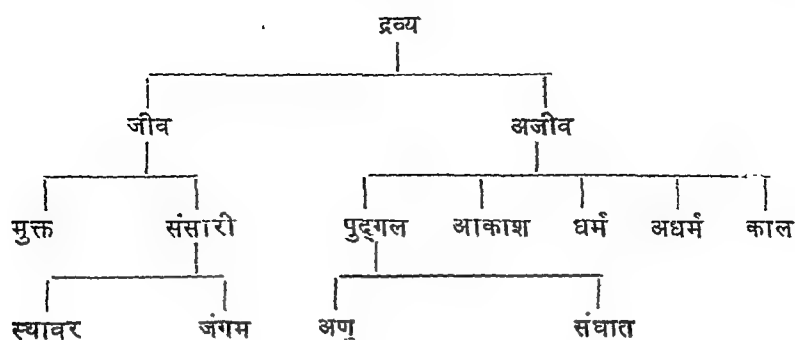 द्रव्य
जीव अजीव
मुक्त संसारी पुद्गल आकाश धर्म अधर्म काल
स्थावर जंगम अणु संघात